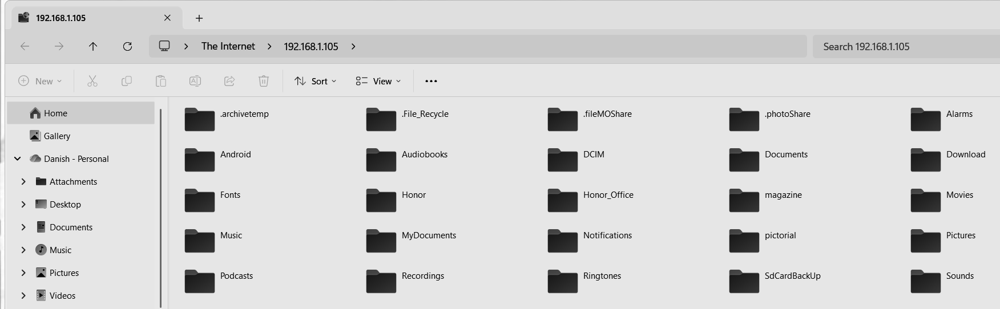 192.168.1.105
The Internet 192.168.1.105 Search 192.168.1.105
New Sort View
Home
Gallery
Danish - Personal
Attachments
Desktop
Documents
Music
Pictures
Videos
.archivetemp .File_Recycle .fileMOShare .photoShare Alarms
Android Audiobooks DCIM Documents Download
Fonts Honor Honor_Office magazine Movies
Music MyDocuments Notifications pictorial Pictures
Podcasts Recordings Ringtones SdCardBackUp Sounds